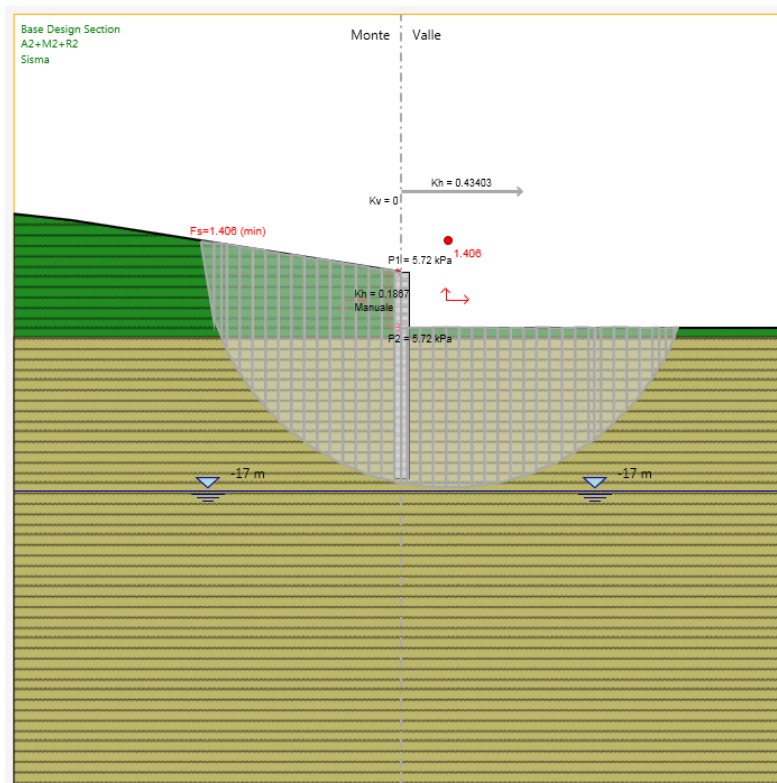 Base Design Section
A2+M2+R2
Sisma
Monte
Valle
Kh = 0.43403
Kv = 0
Fs=1.406 (min)
1.406
P1 = 5.72 kPa
Kh = 0.1867
Manuale
P2 = 5.72 kPa
-17 m
-17 m